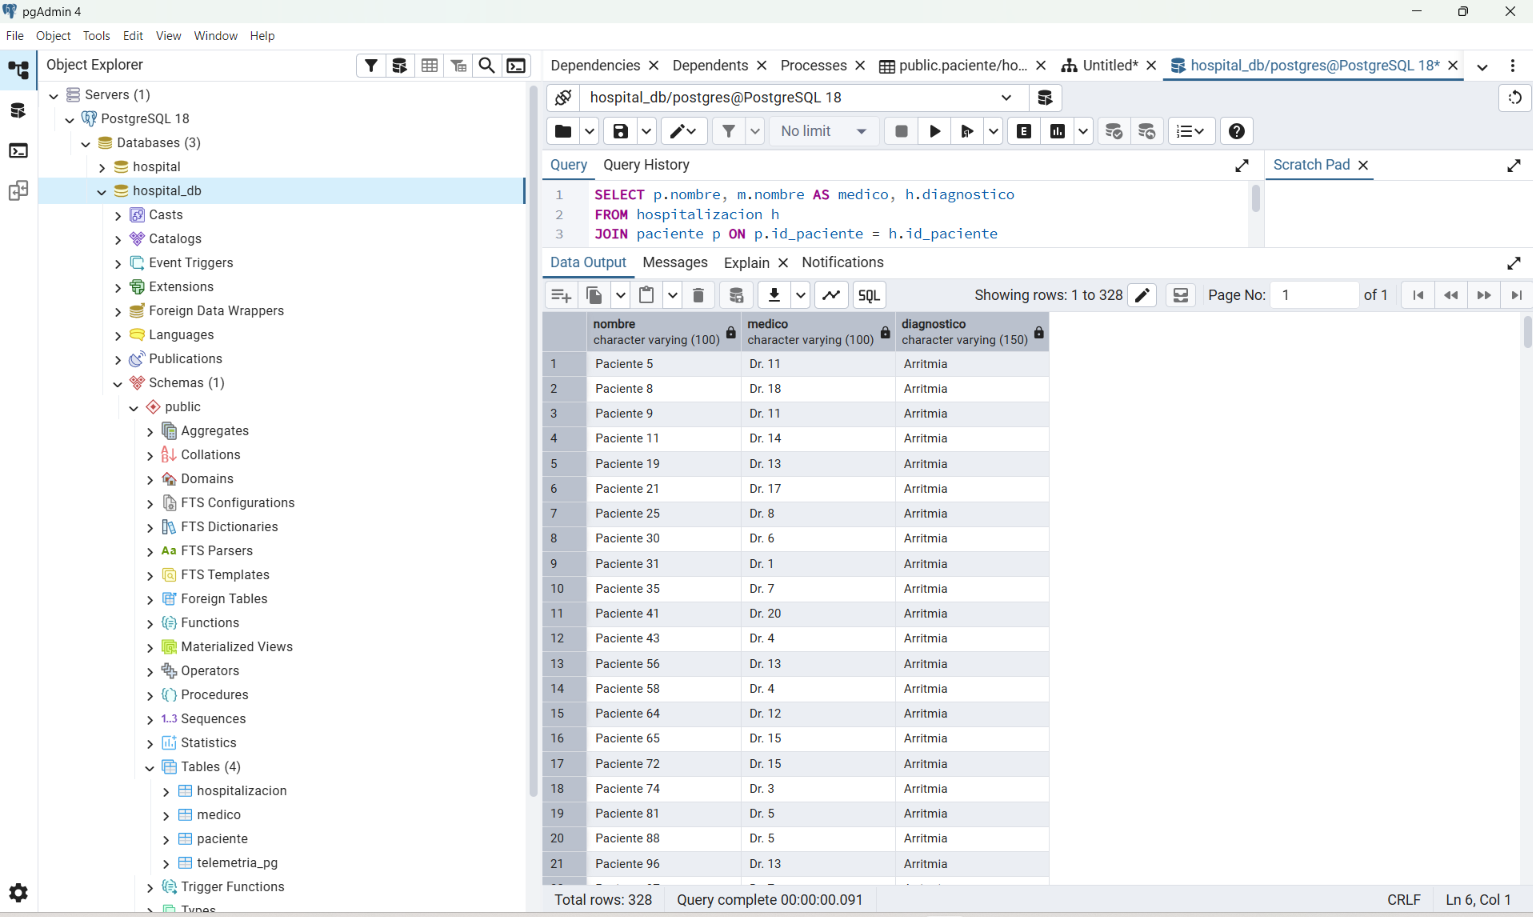 pgAdmin 4
File Object Tools Edit View Window Help
Object Explorer
Servers (1)
PostgreSQL 18
Databases (3)
hospital
hospital_db
Casts
Catalogs
Event Triggers
Extensions
Foreign Data Wrappers
Languages
Publications
Schemas (1)
public
Aggregates
Collations
Domains
FTS Configurations
FTS Dictionaries
Aa FTS Parsers
FTS Templates
Foreign Tables
Functions
Materialized Views
Operators
Procedures
1..3 Sequences
Statistics
Tables (4)
hospitalizacion
medico
paciente
telemetria_pg
Trigger Functions
Types
Dependencies Dependents Processes public.paciente/ho... Untitled* hospital_db/postgres@PostgreSQL 18*
hospital_db/postgres@PostgreSQL 18
No limit E
Query Query History Scratch Pad
1 SELECT p.nombre, m.nombre AS medico, h.diagnostico
2 FROM hospitalizacion h
3 JOIN paciente p ON p.id_paciente = h.id_paciente
Data Output Messages Explain Notifications
SQL Showing rows: 1 to 328 Page No: 1 of 1
nombre medico diagnostico
character varying (100) character varying (100) character varying (150)
1 Paciente 5 Dr. 11 Arritmia
2 Paciente 8 Dr. 18 Arritmia
3 Paciente 9 Dr. 11 Arritmia
4 Paciente 11 Dr. 14 Arritmia
5 Paciente 19 Dr. 13 Arritmia
6 Paciente 21 Dr. 17 Arritmia
7 Paciente 25 Dr. 8 Arritmia
8 Paciente 30 Dr. 6 Arritmia
9 Paciente 31 Dr. 1 Arritmia
10 Paciente 35 Dr. 7 Arritmia
11 Paciente 41 Dr. 20 Arritmia
12 Paciente 43 Dr. 4 Arritmia
13 Paciente 56 Dr. 13 Arritmia
14 Paciente 58 Dr. 4 Arritmia
15 Paciente 64 Dr. 12 Arritmia
16 Paciente 65 Dr. 15 Arritmia
17 Paciente 72 Dr. 15 Arritmia
18 Paciente 74 Dr. 3 Arritmia
19 Paciente 81 Dr. 5 Arritmia
20 Paciente 88 Dr. 5 Arritmia
21 Paciente 96 Dr. 13 Arritmia
Total rows: 328 Query complete 00:00:00.091 CRLF Ln 6, Col 1